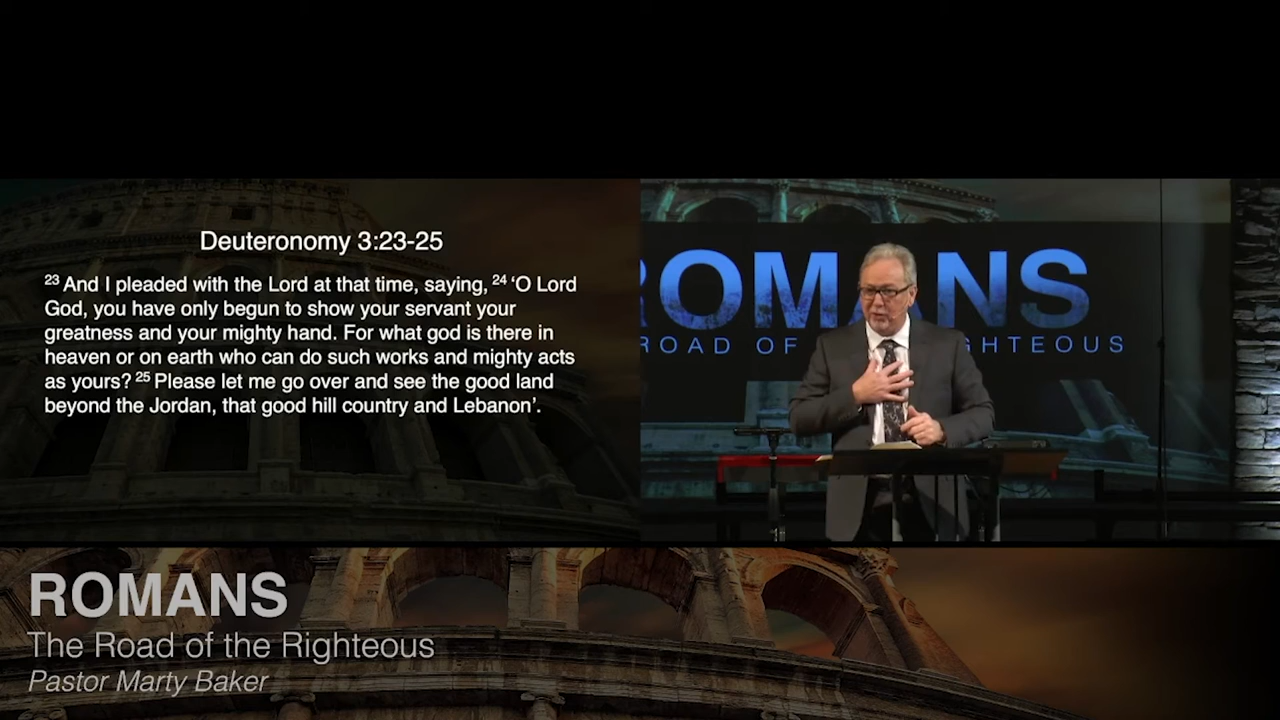 Deuteronomy 3:23-25
23 And I pleaded with the Lord at that time, saying, 24 ‘O Lord
God, you have only begun to show your servant your
greatness and your mighty hand. For what god is there in
heaven or on earth who can do such works and mighty acts
as yours? 25 Please let me go over and see the good land
beyond the Jordan, that good hill country and Lebanon’.
ROMANS
ROAD OF GHTEOUS
ROMANS
The Road of the Righteous
Pastor Marty Baker